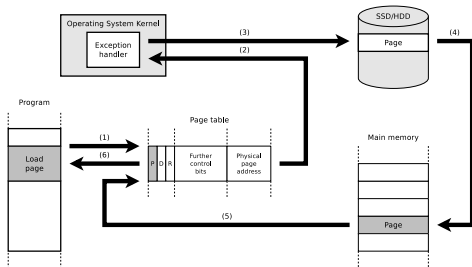 Operating System Kernel
Exception
handler
(3)
(2)
SSD/HDD
Page
(4)
Program
Load
page
(1)
(6)
Page table
P D R
Further
control
bits
Physical
page
address
(5)
Main memory
Page